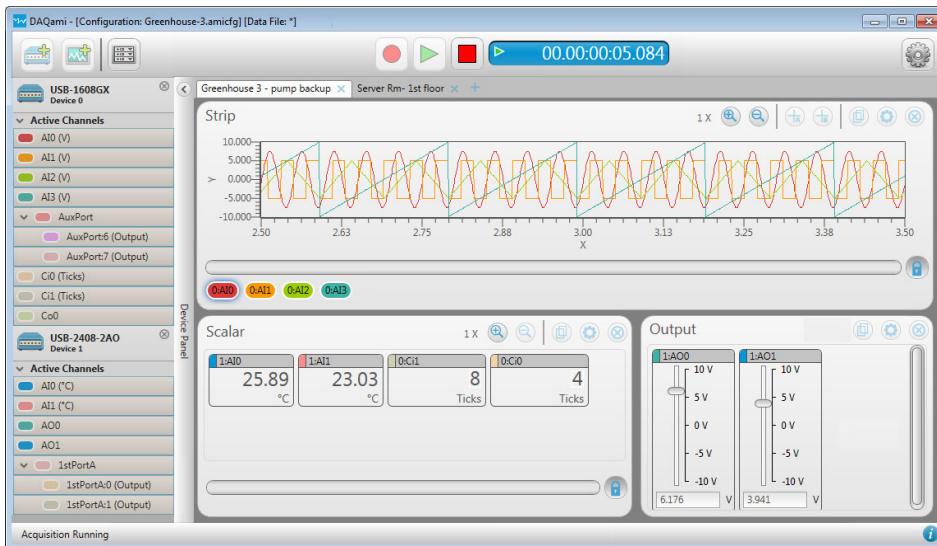 DAQami - [Configuration: Greenhouse-3.amicfg] [Data File: *]
00.00:00:05.084
USB-1608GX
Device 0
Active Channels
AI0 (V)
AI1 (V)
AI2 (V)
AI3 (V)
AuxPort
AuxPort:6 (Output)
AuxPort:7 (Output)
Ci0 (Ticks)
Ci1 (Ticks)
Co0
USB-2408-2AO
Device 1
Active Channels
AI0 (°C)
AI1 (°C)
AO0
AO1
1stPortA
1stPortA:0 (Output)
1stPortA:1 (Output)
Device Panel
Greenhouse 3 - pump backup
Server Rm- 1st floor
Strip
1 X
10.000
5.000
0.000
-5.000
-10.000
Y
2.50 2.63 2.75 2.88 3.00 3.13 3.25 3.38 3.50
X
0:AI0 0:AI1 0:AI2 0:AI3
Scalar
1 X
1:AI0 1:AI1 0:Ci1 0:Ci0
25.89 23.03 8 4
°C °C Ticks Ticks
Output
1:AO0 1:AO1
10 V 10 V
5 V 5 V
0 V 0 V
-5 V -5 V
-10 V -10 V
6.176 V 3.941 V
Acquisition Running